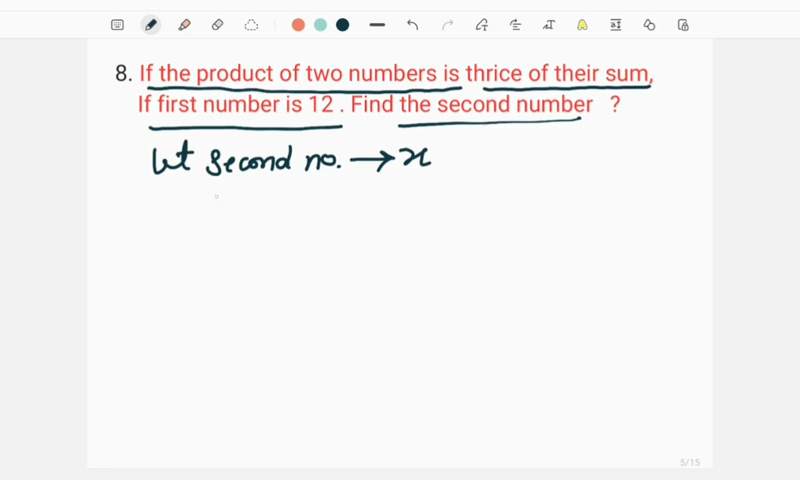 8. If the product of two numbers is thrice of their sum,
If first number is 12 . Find the second number ?
let second no. → x
5/15